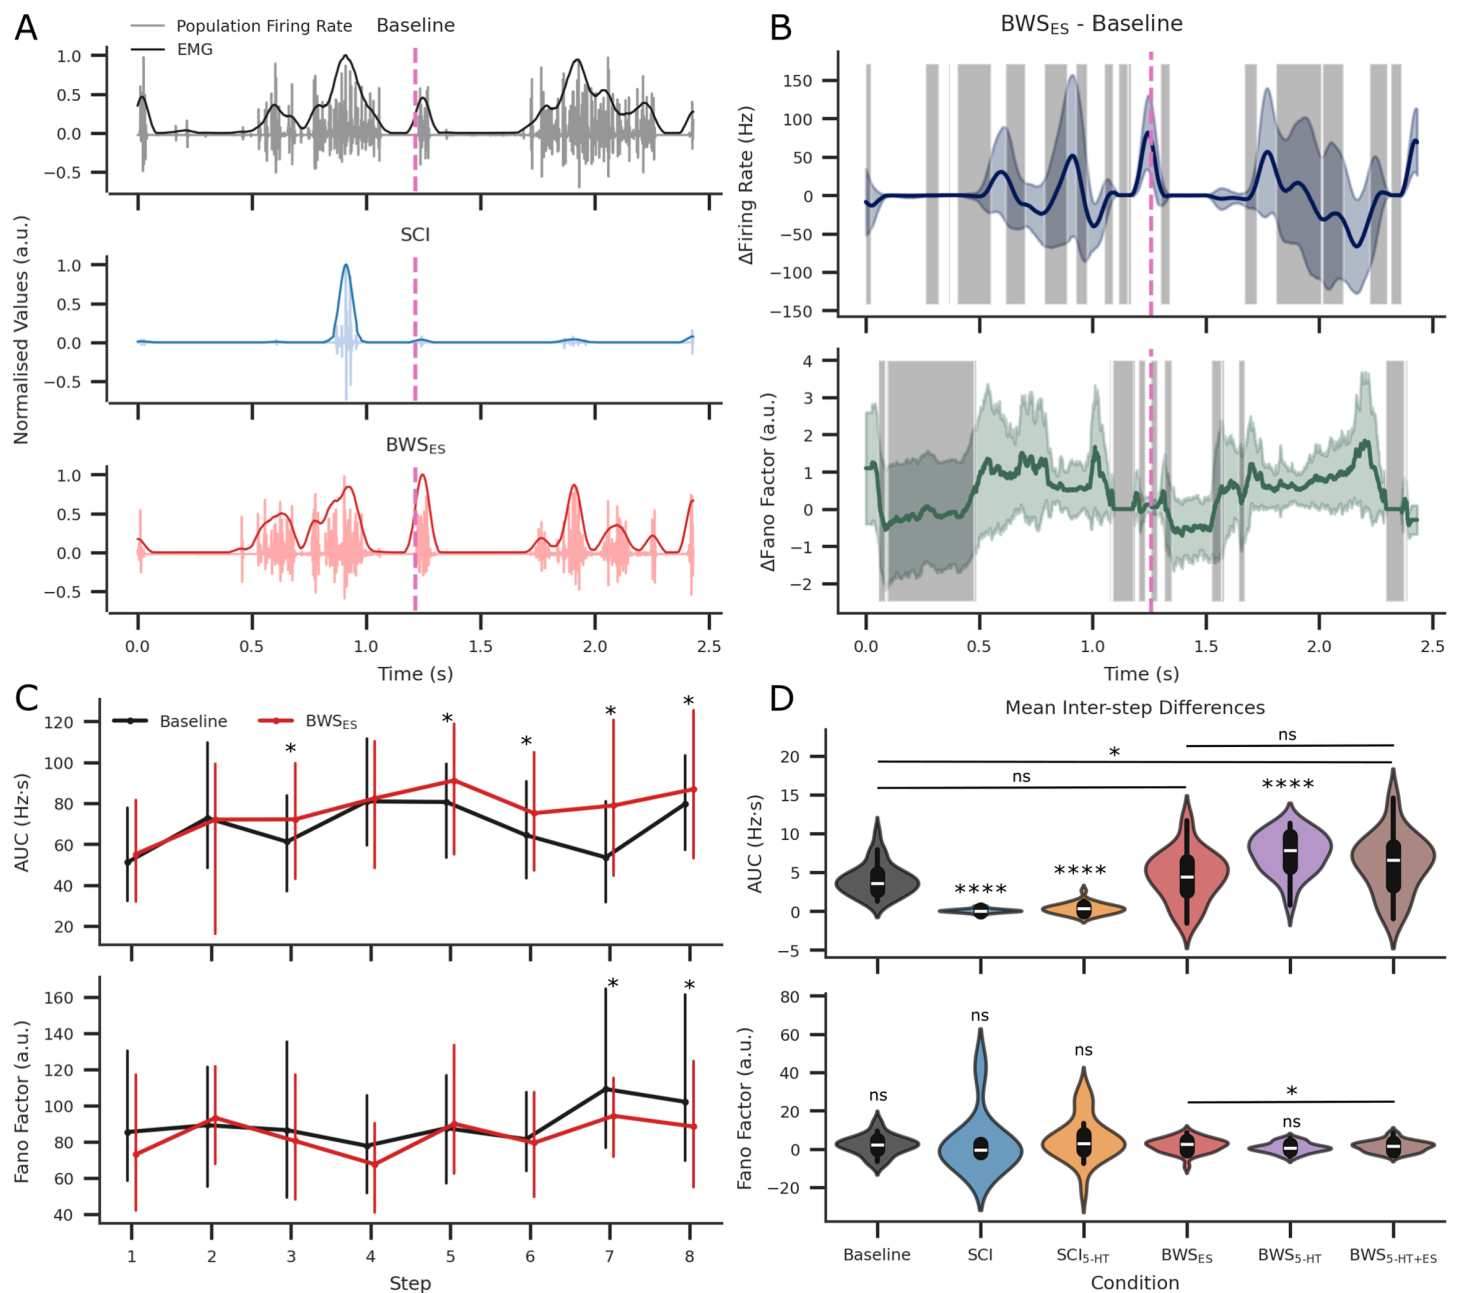 A
Population Firing Rate
EMG
Baseline
1.0
0.5
0.0
−0.5
SCI
1.0
0.5
0.0
−0.5
BWS_ES
1.0
0.5
0.0
−0.5
Normalised Values (a.u.)
0.0 0.5 1.0 1.5 2.0 2.5
Time (s)
B
BWS_ES - Baseline
150
100
50
0
−50
−100
−150
ΔFiring Rate (Hz)
4
3
2
1
0
−1
−2
ΔFano Factor (a.u.)
0.0 0.5 1.0 1.5 2.0 2.5
Time (s)
C
Baseline BWS_ES
* * * * *
120
100
80
60
40
20
AUC (Hz·s)
* *
160
140
120
100
80
60
40
Fano Factor (a.u.)
1 2 3 4 5 6 7 8
Step
D
Mean Inter-step Differences
ns
*
ns
****
****
****
20
15
10
5
0
−5
AUC (Hz·s)
80
60
40
20
0
−20
Fano Factor (a.u.)
ns
ns
ns
*
ns
Baseline SCI SCI_5-HT BWS_ES BWS_5-HT BWS_5-HT+ES
Condition